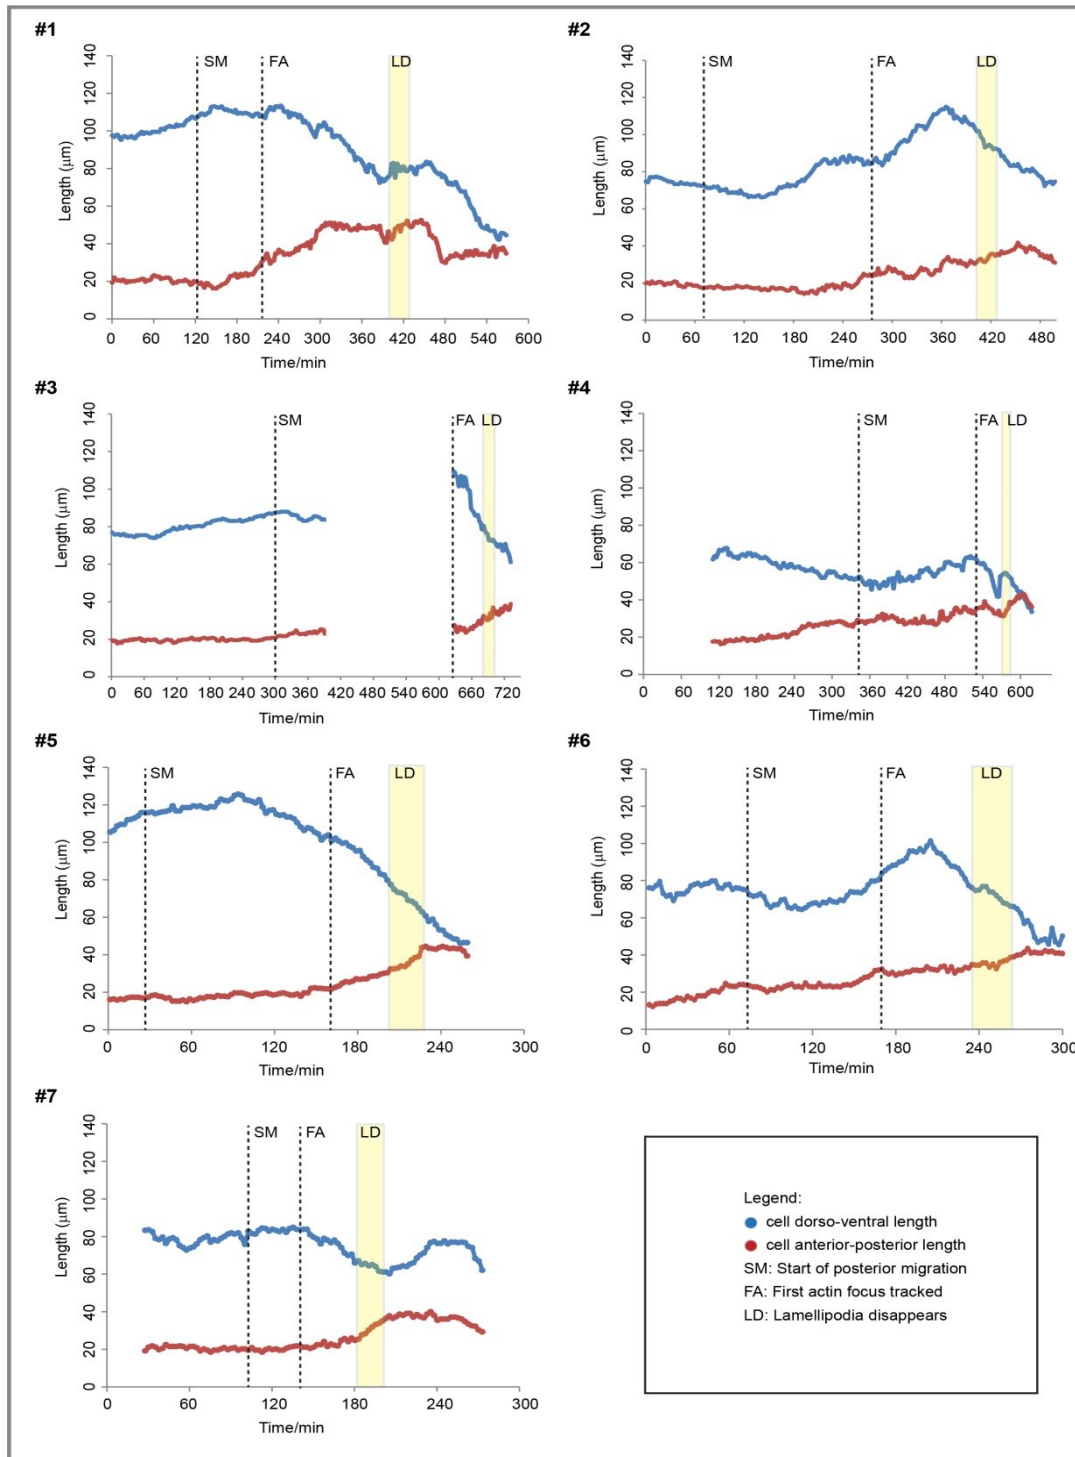 #1
SM FA LD
140
120
100
80
60
40
20
0
Length (μm)
0 60 120 180 240 300 360 420 480 540 600
Time/min
#2
SM FA LD
140
120
100
80
60
40
20
0
Length (μm)
0 60 120 180 240 300 360 420 480
Time/min
#3
SM FA LD
140
120
100
80
60
40
20
0
Length (μm)
0 60 120 180 240 300 360 420 480 540 600 660 720
Time/min
#4
SM FA LD
140
120
100
80
60
40
20
0
Length (μm)
0 60 120 180 240 300 360 420 480 540 600
Time/min
#5
SM FA LD
140
120
100
80
60
40
20
0
Length (μm)
0 60 120 180 240 300
Time/min
#6
SM FA LD
140
120
100
80
60
40
20
0
Length (μm)
0 60 120 180 240 300
Time/min
#7
SM FA LD
140
120
100
80
60
40
20
0
Length (μm)
0 60 120 180 240 300
Time/min
Legend:
cell dorso-ventral length
cell anterior-posterior length
SM: Start of posterior migration
FA: First actin focus tracked
LD: Lamellipodia disappears